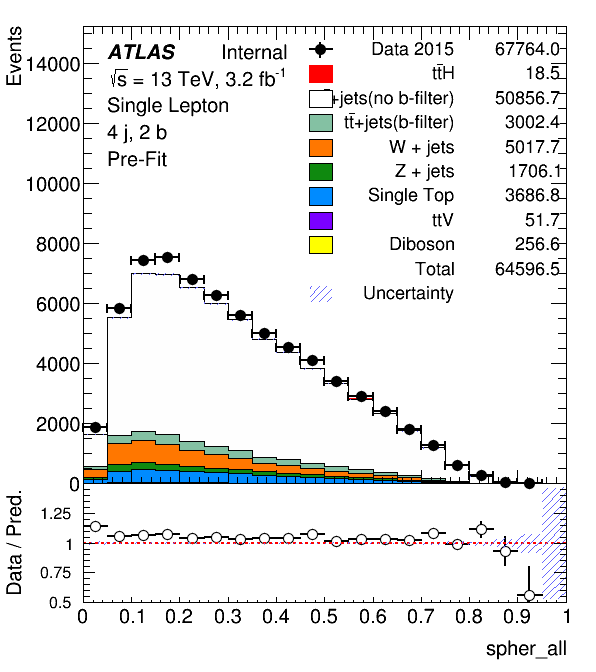 Events
14000
12000
10000
8000
6000
4000
2000
0
ATLAS Internal
√s = 13 TeV, 3.2 fb⁻¹
Single Lepton
4 j, 2 b
Pre-Fit
Data 2015 67764.0
tt̄H 18.5
+jets(no b-filter) 50856.7
tt̄+jets(b-filter) 3002.4
W + jets 5017.7
Z + jets 1706.1
Single Top 3686.8
ttV 51.7
Diboson 256.6
Total 64596.5
Uncertainty
Data / Pred.
1.25
1
0.75
0.5
0 0.1 0.2 0.3 0.4 0.5 0.6 0.7 0.8 0.9 1
spher_all